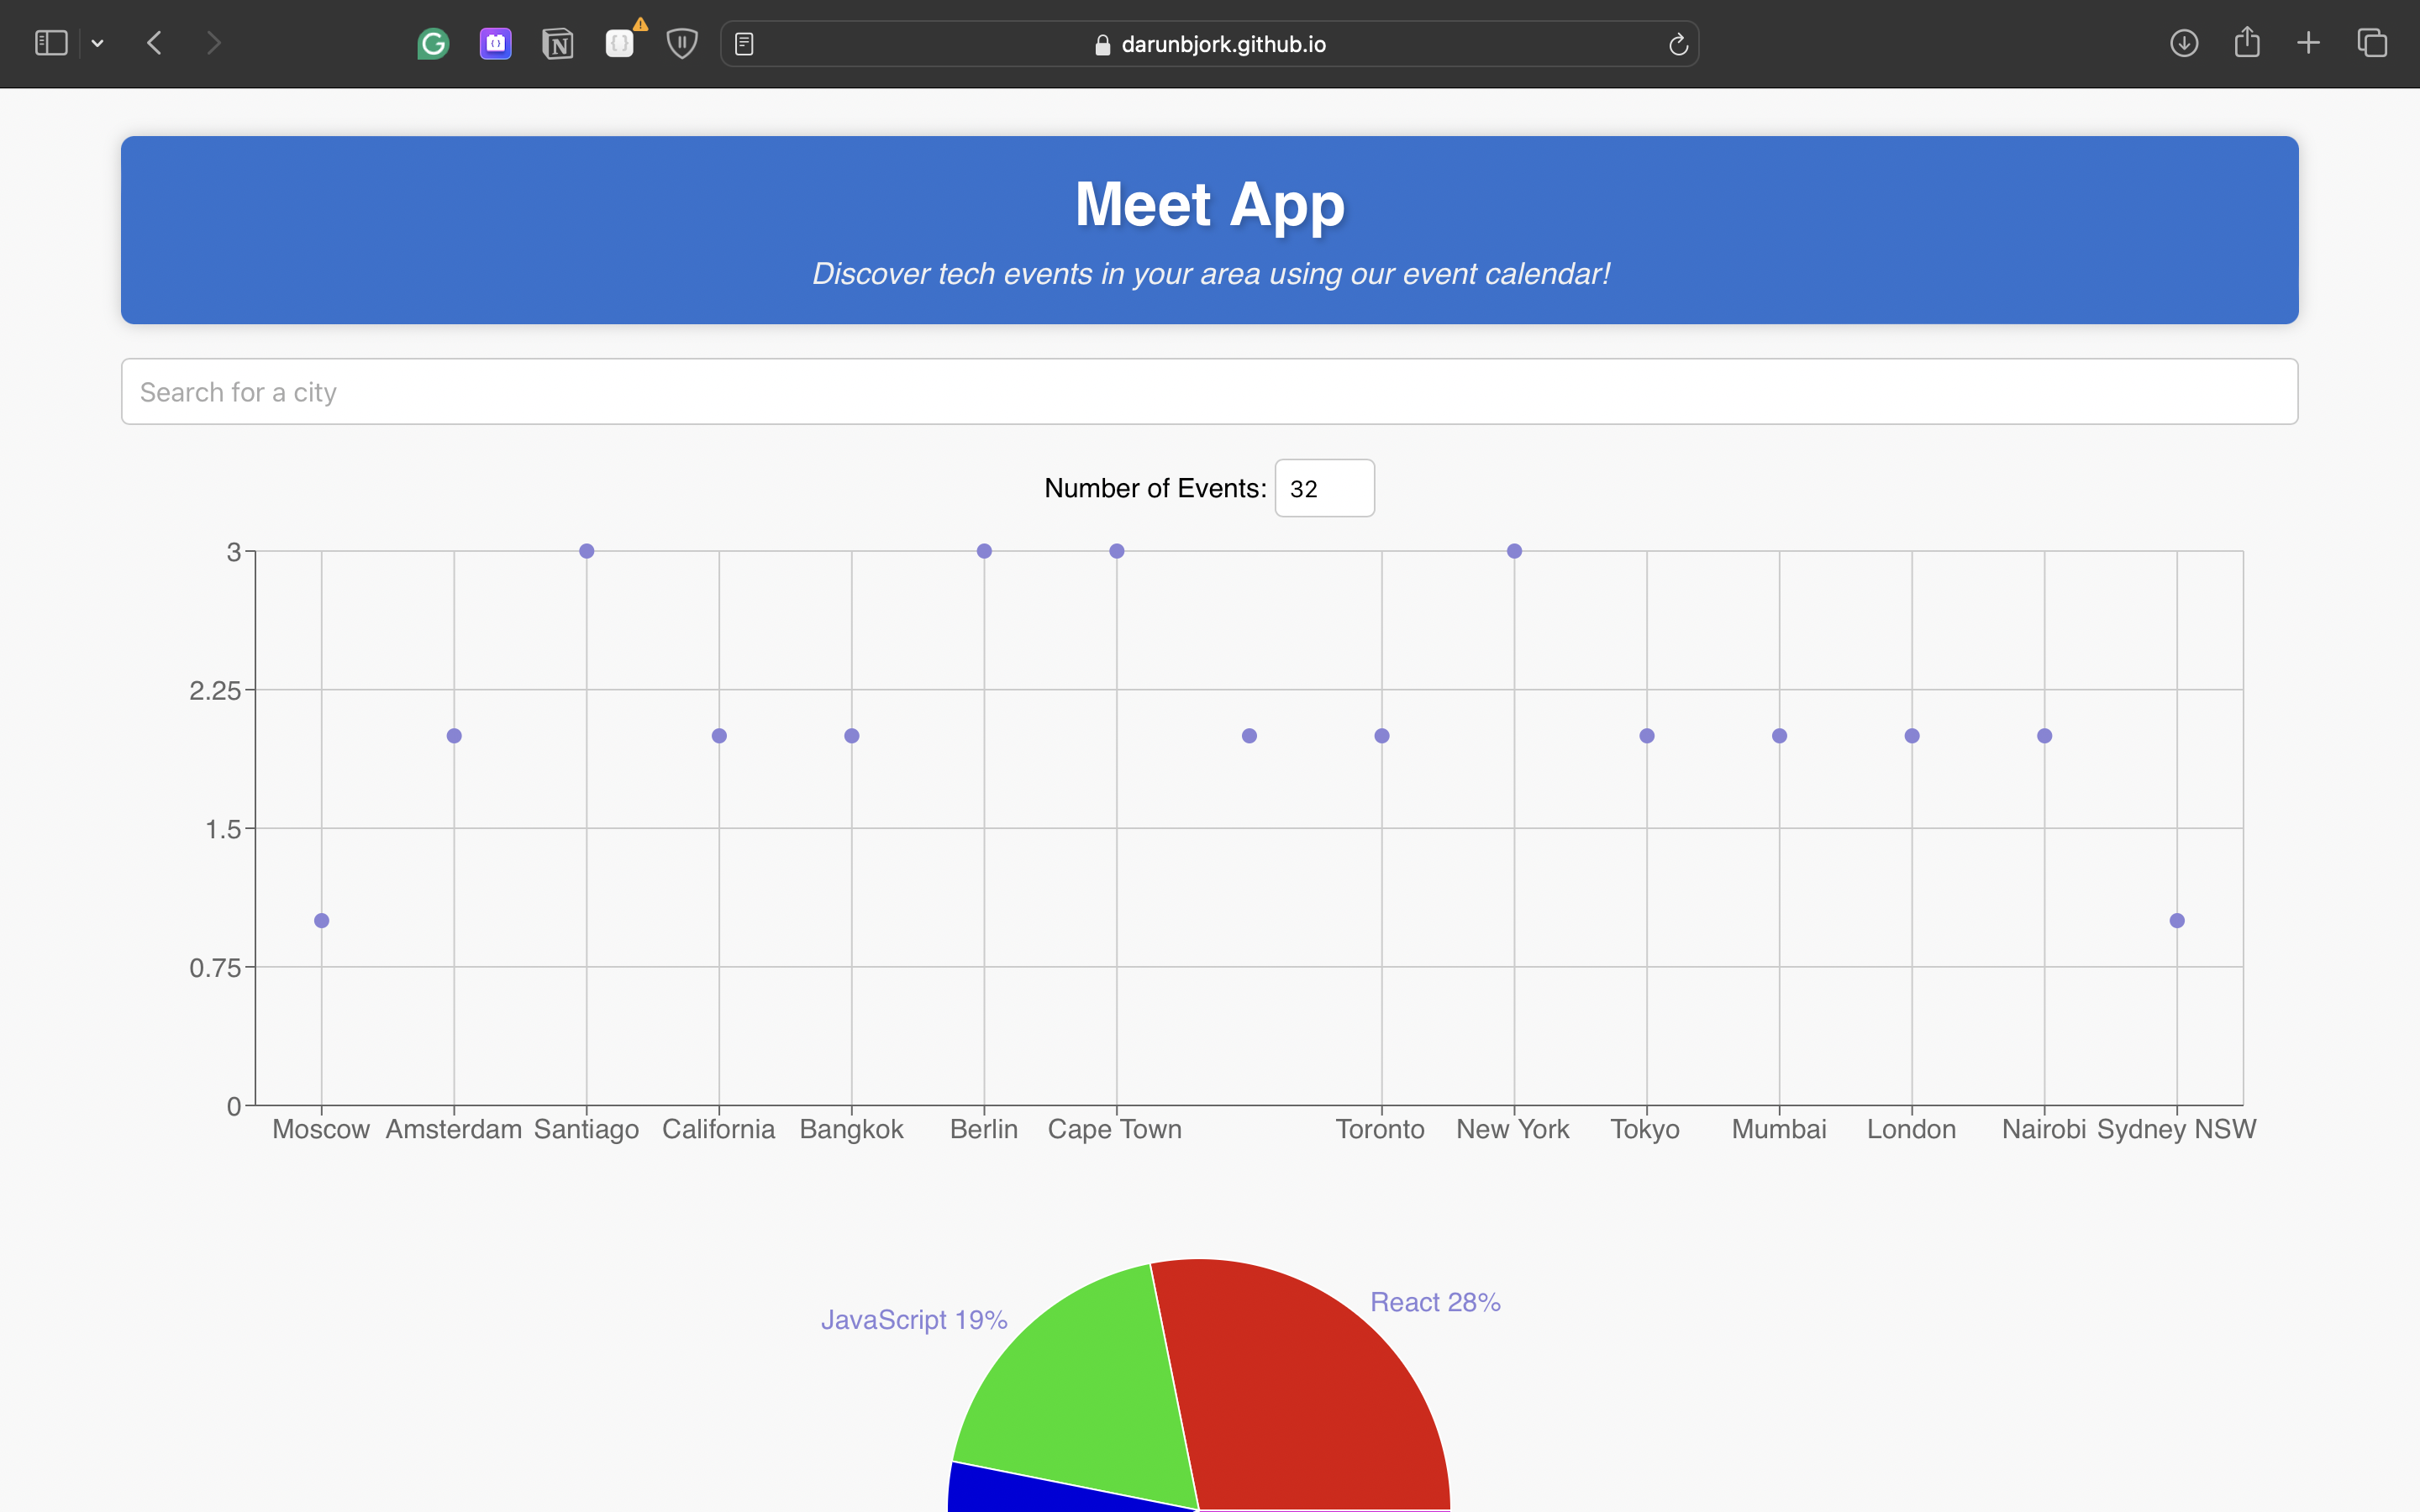 darunbjork.github.io
Meet App
Discover tech events in your area using our event calendar!
Search for a city
Number of Events: 32
3
2.25
1.5
0.75
0
Moscow Amsterdam Santiago California Bangkok Berlin Cape Town Toronto New York Tokyo Mumbai London Nairobi Sydney NSW
React 28%
JavaScript 19%